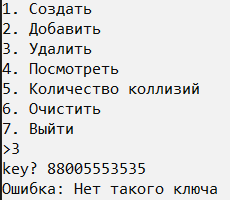 1. Создать
2. Добавить
3. Удалить
4. Посмотреть
5. Количество коллизий
6. Очистить
7. Выйти
>3
key? 88005553535
Ошибка: Нет такого ключа